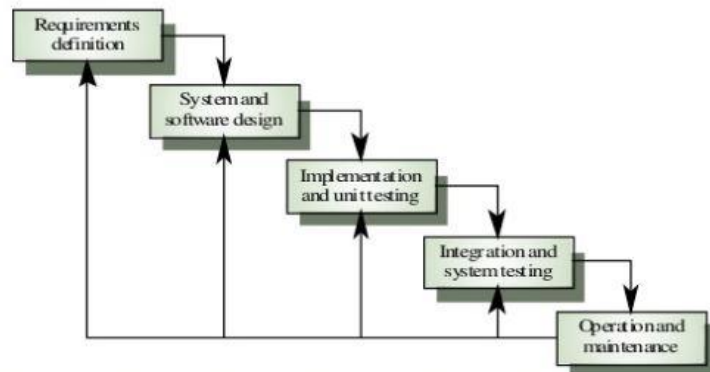 Requirements
definition
System and
software design
Implementation
and unit testing
Integration and
system testing
Operation and
maintenance